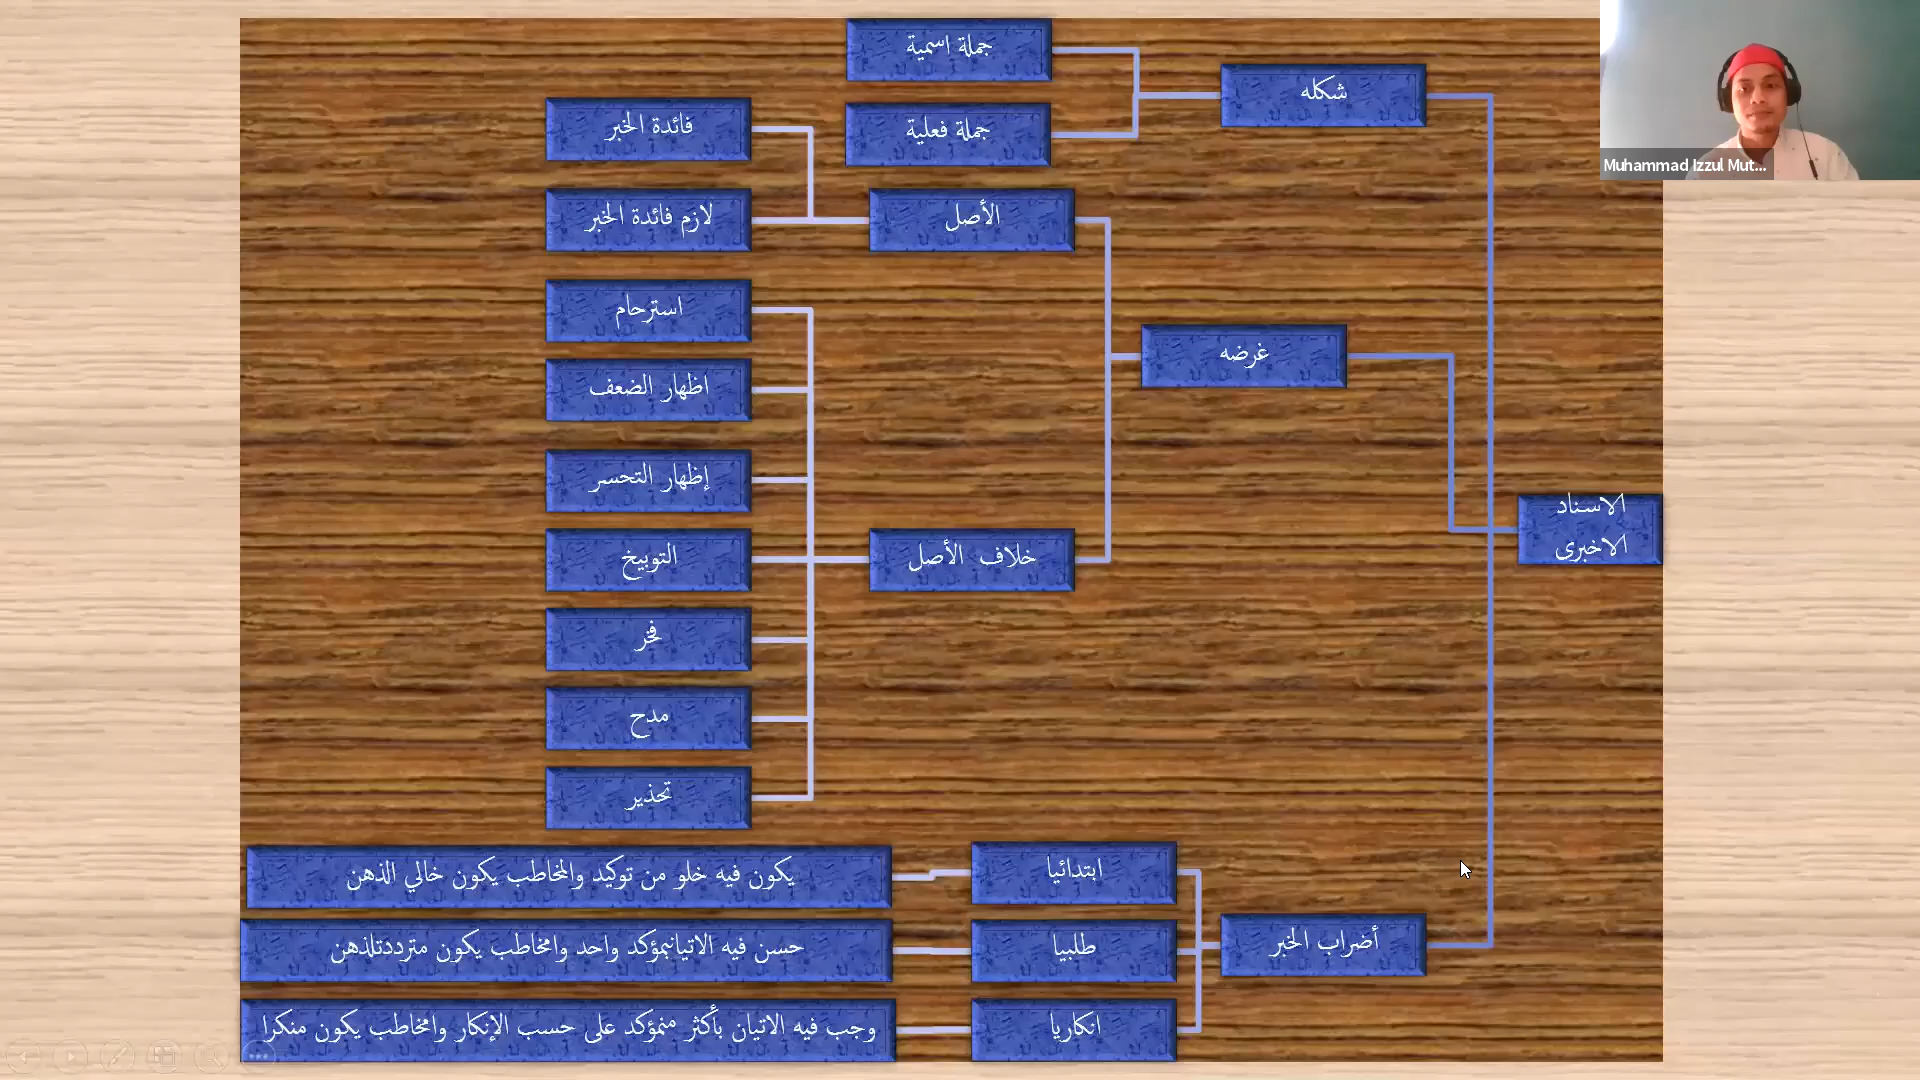 جملة اسمية
شكله
جملة فعلية
فائدة الخبر
الأصل
لازم فائدة الخبر
استرحام
غرضه
اظهار الضعف
إظهار التحسر
الاسناد
الاخبرى
خلاف الأصل
التوبيخ
فخر
مدح
تحذير
أضراب الخبر
ابتدائيا
يكون فيه خلو من توكيد والمخاطب يكون خالي الذهن
طلبيا
حسن فيه الاتيانبمؤكد واحد وامخاطب يكون مترددتلذهن
انكاريا
وجب فيه الاتيان بأكثر منمؤكد على حسب الإنكار وامخاطب يكون منكرا
Muhammad Izzul Mut...